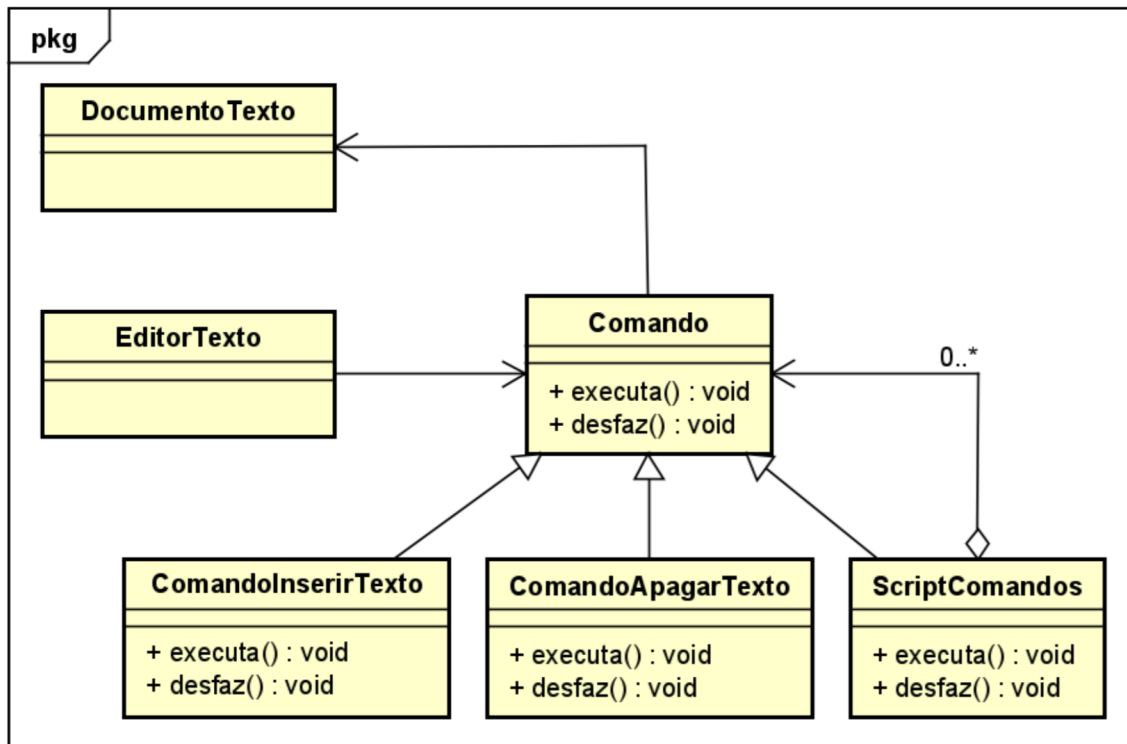 pkg
DocumentoTexto
EditorTexto
Comando
+ executa() : void
+ desfaz() : void
0..*
ComandoInserirTexto
+ executa() : void
+ desfaz() : void
ComandoApagarTexto
+ executa() : void
+ desfaz() : void
ScriptComandos
+ executa() : void
+ desfaz() : void